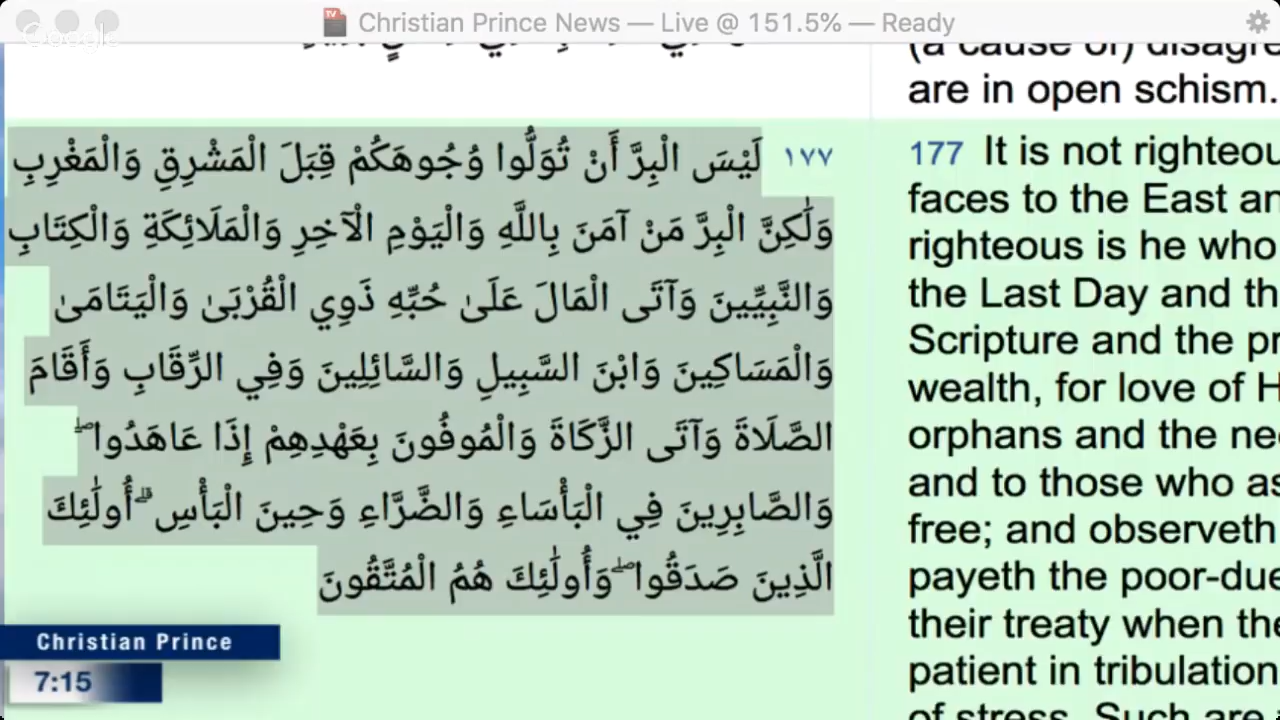 Christian Prince News — Live @ 151.5% — Ready
Google
are in open schism.
١٧٧ لَيْسَ الْبِرَّ أَنْ تُوَلُّوا وُجُوهَكُمْ قِبَلَ الْمَشْرِقِ وَالْمَغْرِبِ
وَلَٰكِنَّ الْبِرَّ مَنْ آمَنَ بِاللَّهِ وَالْيَوْمِ الْآخِرِ وَالْمَلَائِكَةِ وَالْكِتَابِ
وَالنَّبِيِّينَ وَآتَى الْمَالَ عَلَىٰ حُبِّهِ ذَوِي الْقُرْبَىٰ وَالْيَتَامَىٰ
وَالْمَسَاكِينَ وَابْنَ السَّبِيلِ وَالسَّائِلِينَ وَفِي الرِّقَابِ وَأَقَامَ
الصَّلَاةَ وَآتَى الزَّكَاةَ وَالْمُوفُونَ بِعَهْدِهِمْ إِذَا عَاهَدُوا ۖ
وَالصَّابِرِينَ فِي الْبَأْسَاءِ وَالضَّرَّاءِ وَحِينَ الْبَأْسِ ۗ أُولَٰئِكَ
الَّذِينَ صَدَقُوا ۖ وَأُولَٰئِكَ هُمُ الْمُتَّقُونَ
177 It is not righteou
faces to the East an
righteous is he who
the Last Day and th
Scripture and the pr
wealth, for love of H
orphans and the ne
and to those who as
free; and observeth
payeth the poor-due
their treaty when the
patient in tribulation
of stress. Such are
Christian Prince
7:15